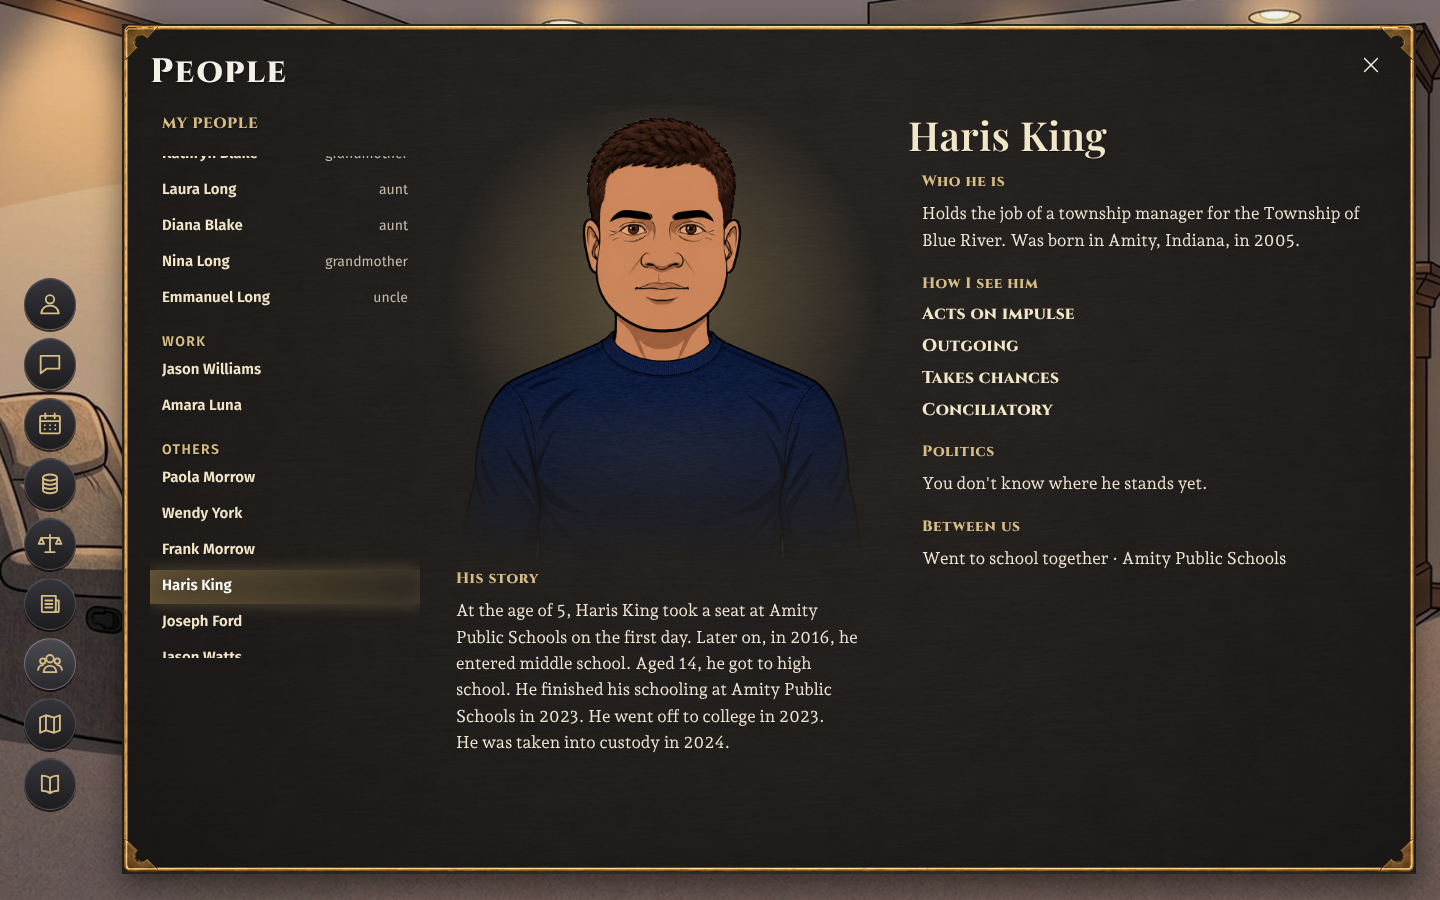 People
My people
Kathryn Blake grandmother
Laura Long aunt
Diana Blake aunt
Nina Long grandmother
Emmanuel Long uncle
WORK
Jason Williams
Amara Luna
OTHERS
Paola Morrow
Wendy York
Frank Morrow
Haris King
Joseph Ford
Jason Watts
His story
At the age of 5, Haris King took a seat at Amity
Public Schools on the first day. Later on, in 2016, he
entered middle school. Aged 14, he got to high
school. He finished his schooling at Amity Public
Schools in 2023. He went off to college in 2023.
He was taken into custody in 2024.
Haris King
Who he is
Holds the job of a township manager for the Township of
Blue River. Was born in Amity, Indiana, in 2005.
How I see him
Acts on impulse
Outgoing
Takes chances
Conciliatory
Politics
You don't know where he stands yet.
Between us
Went to school together · Amity Public Schools